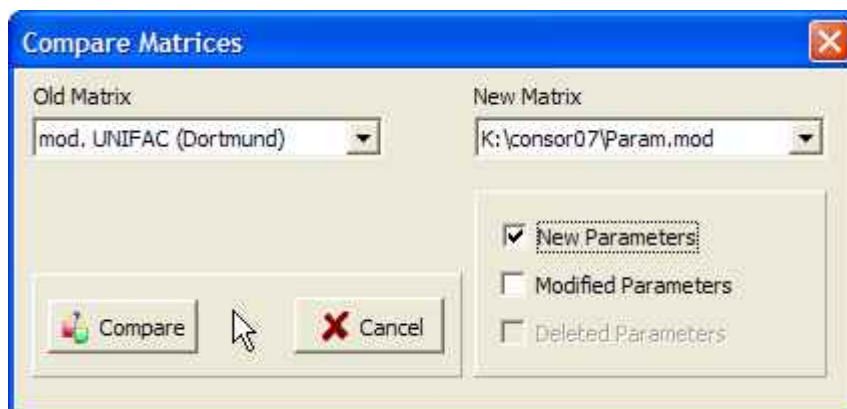 Compare Matrices
Old Matrix
mod. UNIFAC (Dortmund)
New Matrix
K:\consor07\Param.mod
New Parameters
Modified Parameters
Deleted Parameters
Compare
Cancel